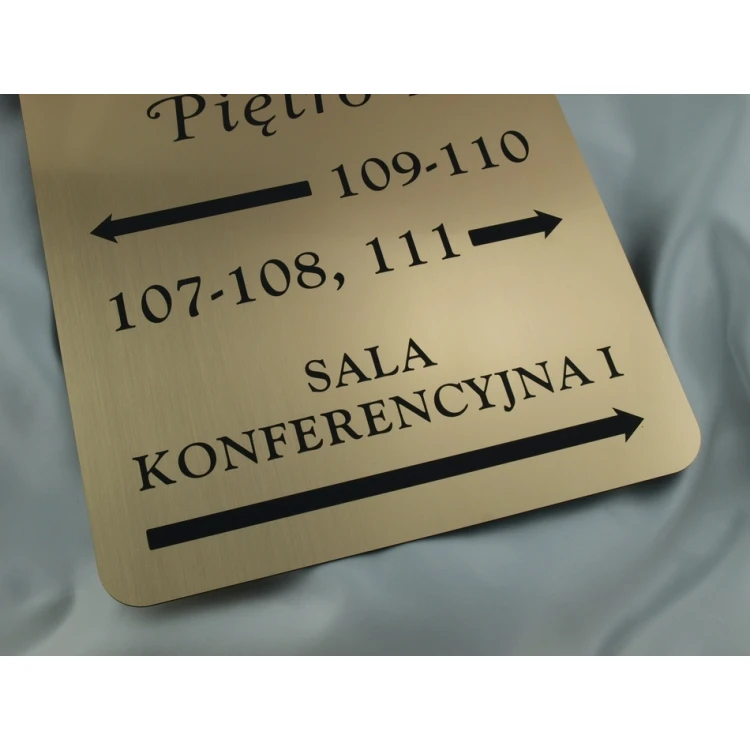 Piętro
109-110
107-108, 111
SALA
KONFERENCYJNA I